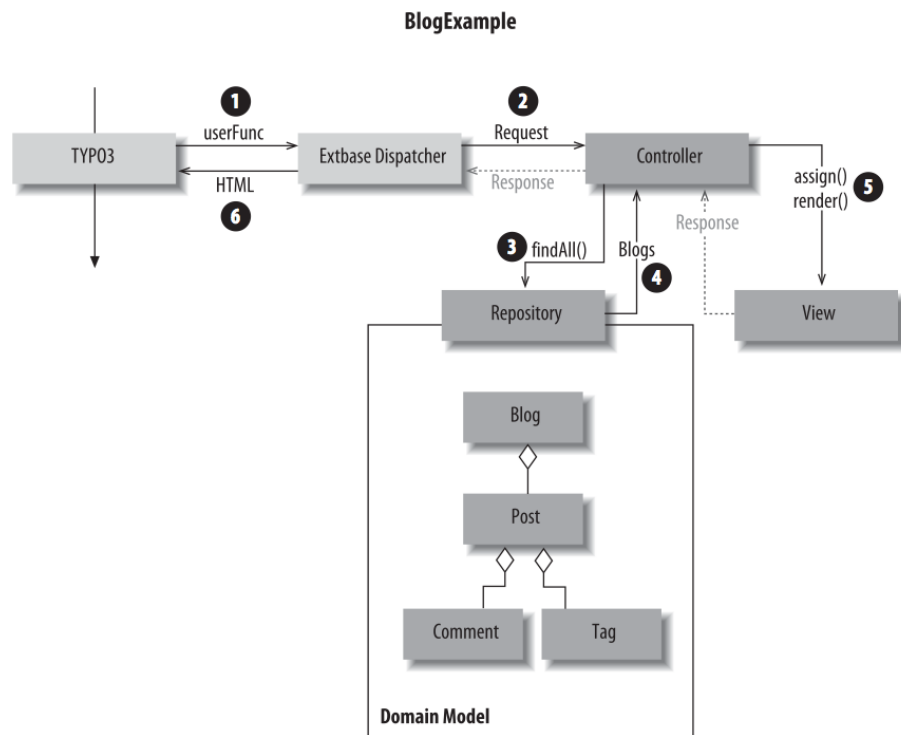 BlogExample
1
2
userFunc
Request
TYPO3
Extbase Dispatcher
Controller
HTML
Response
assign()
render()
5
6
Response
3
findAll()
Blogs
4
Repository
View
Blog
Post
Comment
Tag
Domain Model